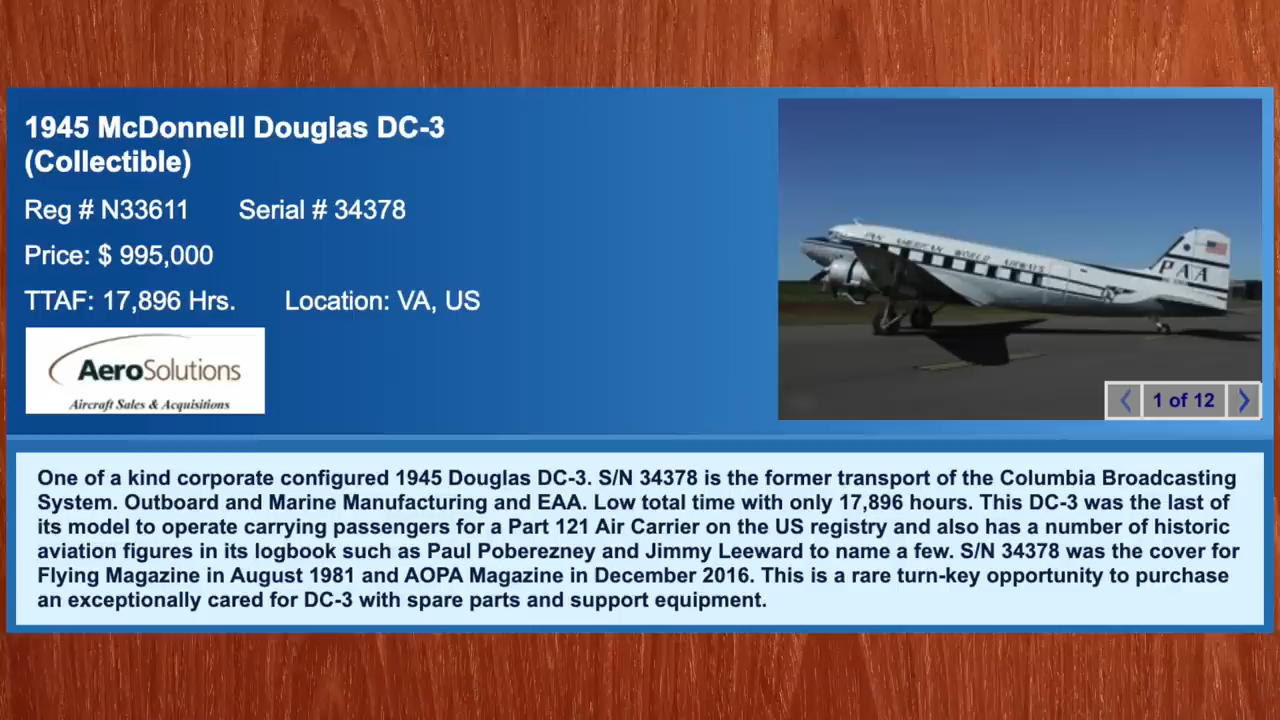 1945 McDonnell Douglas DC-3
(Collectible)
Reg # N33611 Serial # 34378
Price: $ 995,000
TTAF: 17,896 Hrs. Location: VA, US
AeroSolutions
Aircraft Sales & Acquisitions
PAN AMERICAN WORLD AIRWAYS
PAA
1 of 12
One of a kind corporate configured 1945 Douglas DC-3. S/N 34378 is the former transport of the Columbia Broadcasting
System. Outboard and Marine Manufacturing and EAA. Low total time with only 17,896 hours. This DC-3 was the last of
its model to operate carrying passengers for a Part 121 Air Carrier on the US registry and also has a number of historic
aviation figures in its logbook such as Paul Poberezney and Jimmy Leeward to name a few. S/N 34378 was the cover for
Flying Magazine in August 1981 and AOPA Magazine in December 2016. This is a rare turn-key opportunity to purchase
an exceptionally cared for DC-3 with spare parts and support equipment.